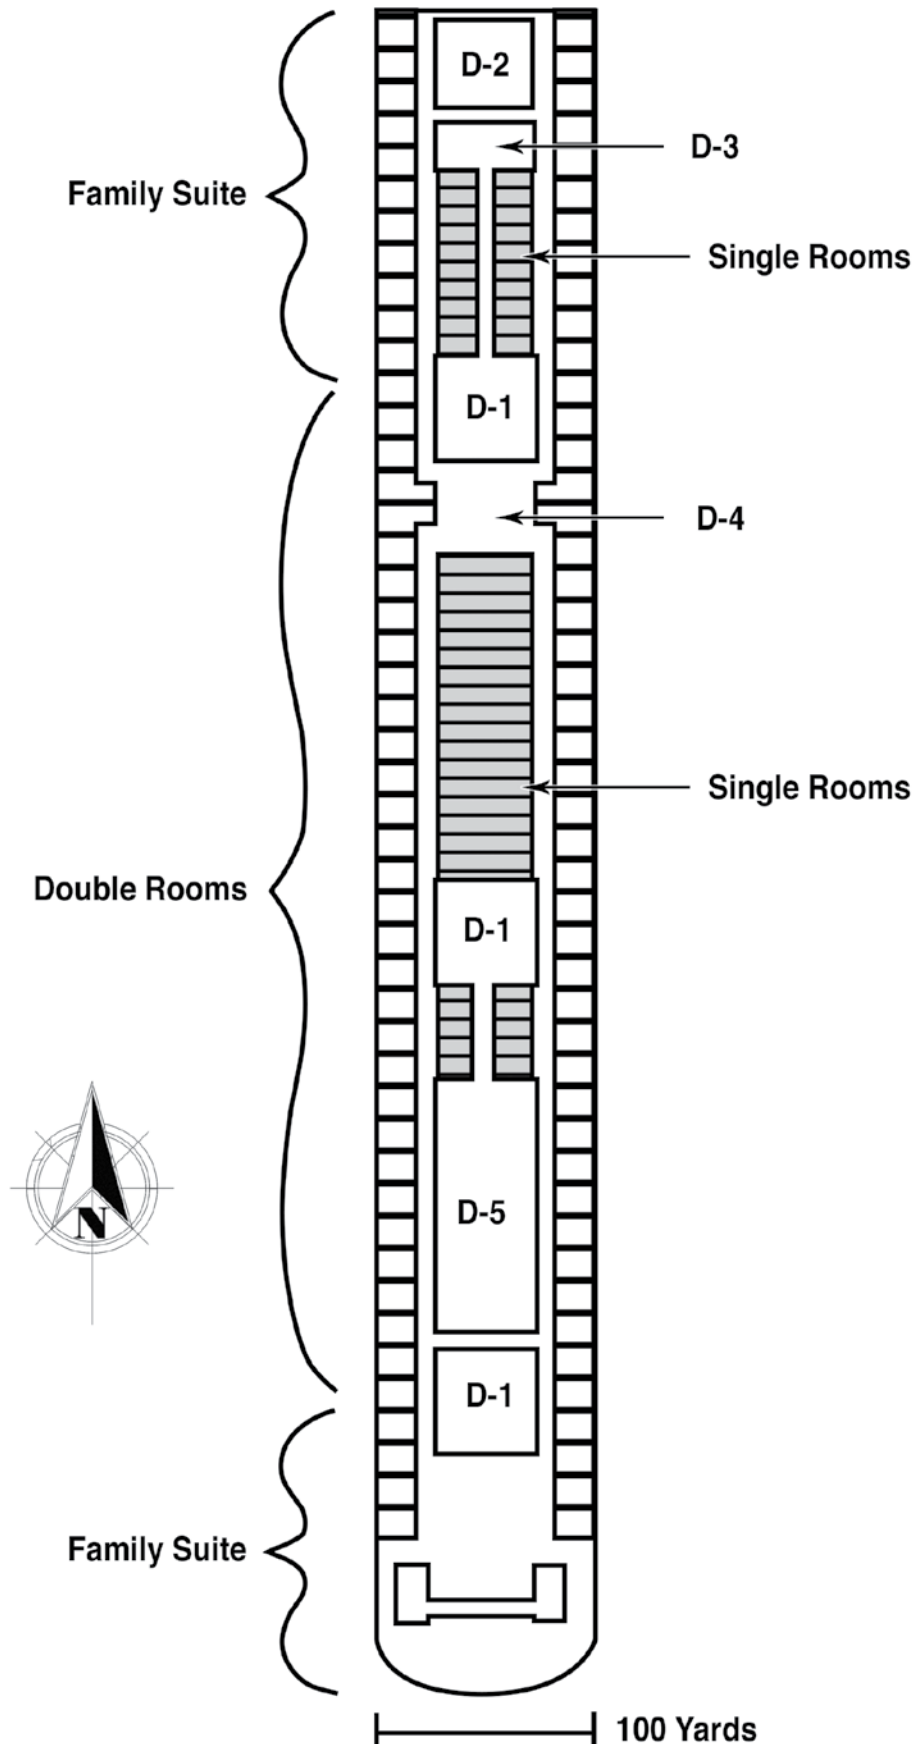 D-2
D-3
Family Suite
Single Rooms
D-1
D-4
Single Rooms
Double Rooms
D-1
N
D-5
D-1
Family Suite
100 Yards